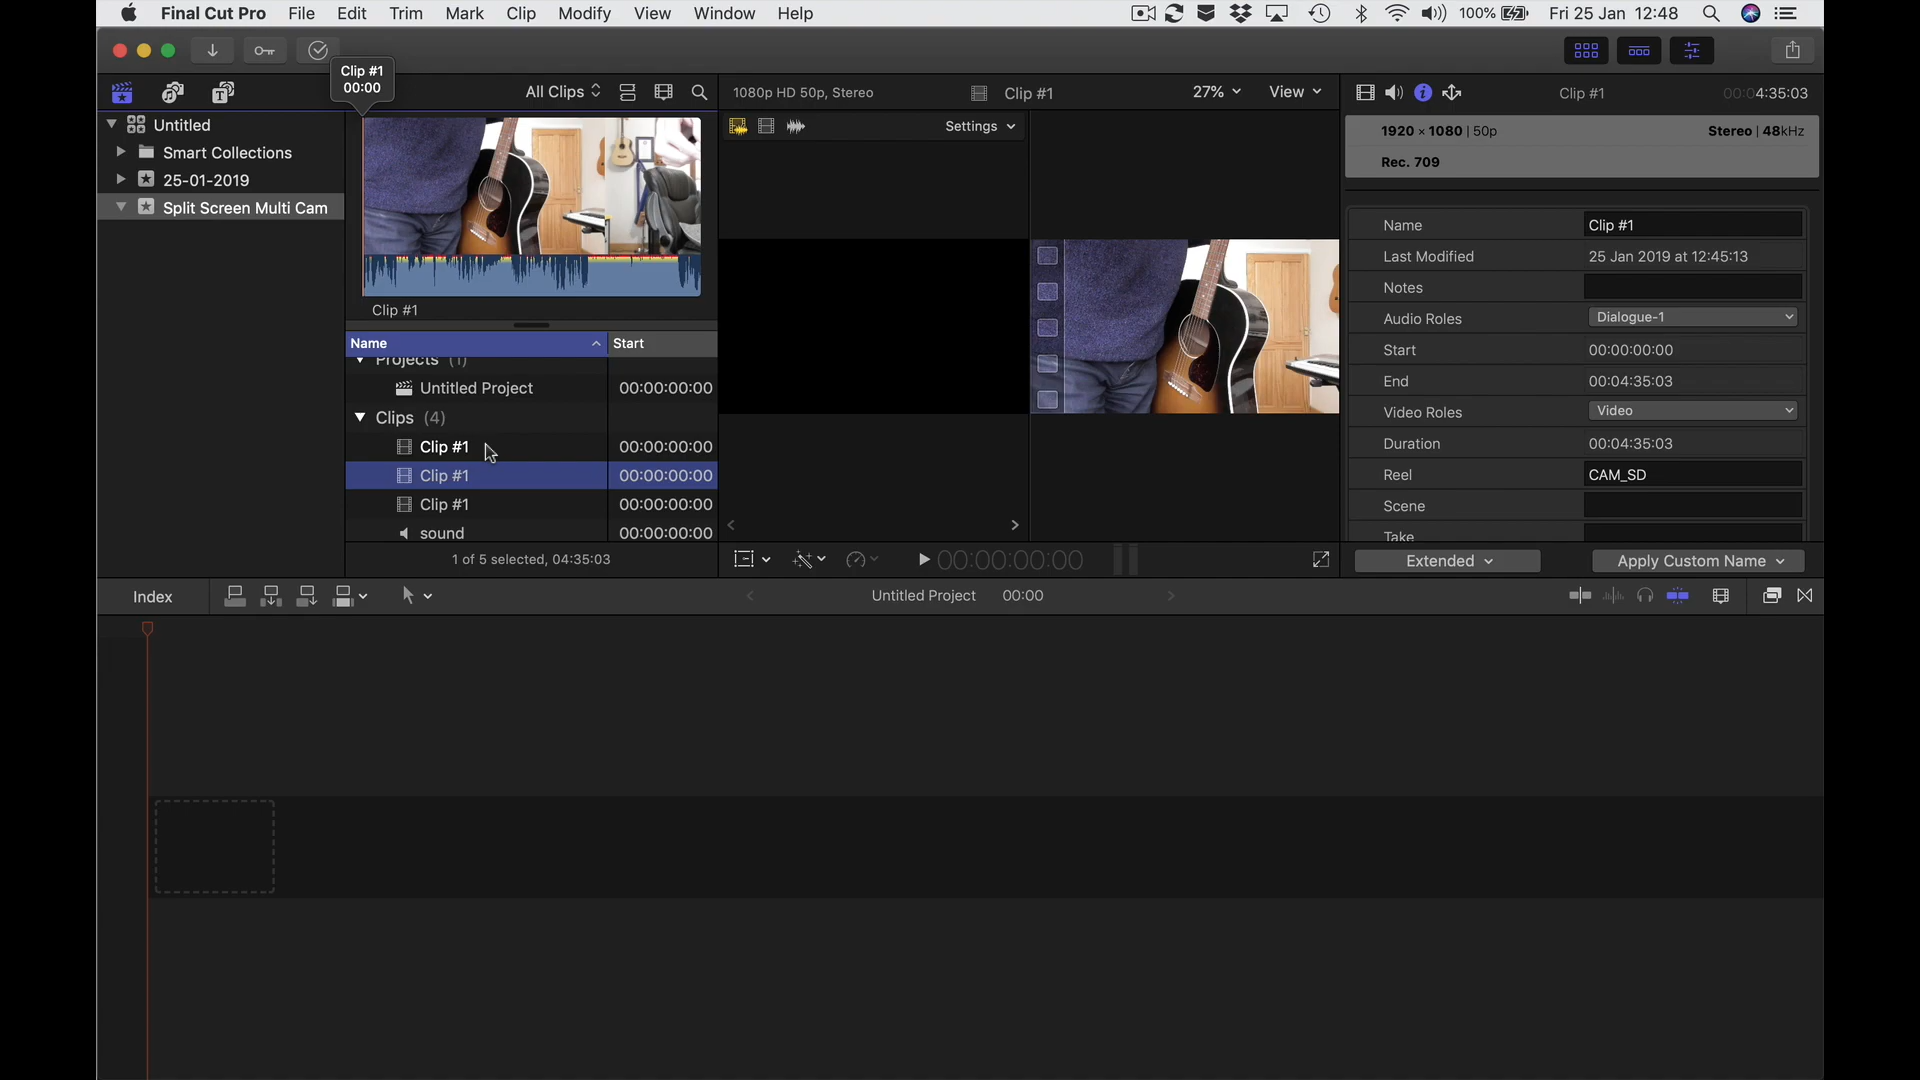 Final Cut Pro File Edit Trim Mark Clip Modify View Window Help 100% Fri 25 Jan 12:48
Clip #1
00:00
All Clips
1080p HD 50p, Stereo Clip #1 27% View
Clip #1 00:04:35:03
Untitled
Smart Collections
25-01-2019
Split Screen Multi Cam
Clip #1
Settings
1920 × 1080 | 50p Stereo | 48kHz
Rec. 709
Name Start
Projects (1)
Untitled Project 00:00:00:00
Clips (4)
Clip #1 00:00:00:00
Clip #1 00:00:00:00
Clip #1 00:00:00:00
sound 00:00:00:00
1 of 5 selected, 04:35:03
00:00:00:00
Name Clip #1
Last Modified 25 Jan 2019 at 12:45:13
Notes
Audio Roles Dialogue-1
Start 00:00:00:00
End 00:04:35:03
Video Roles Video
Duration 00:04:35:03
Reel CAM_SD
Scene
Take
Extended Apply Custom Name
Index Untitled Project 00:00